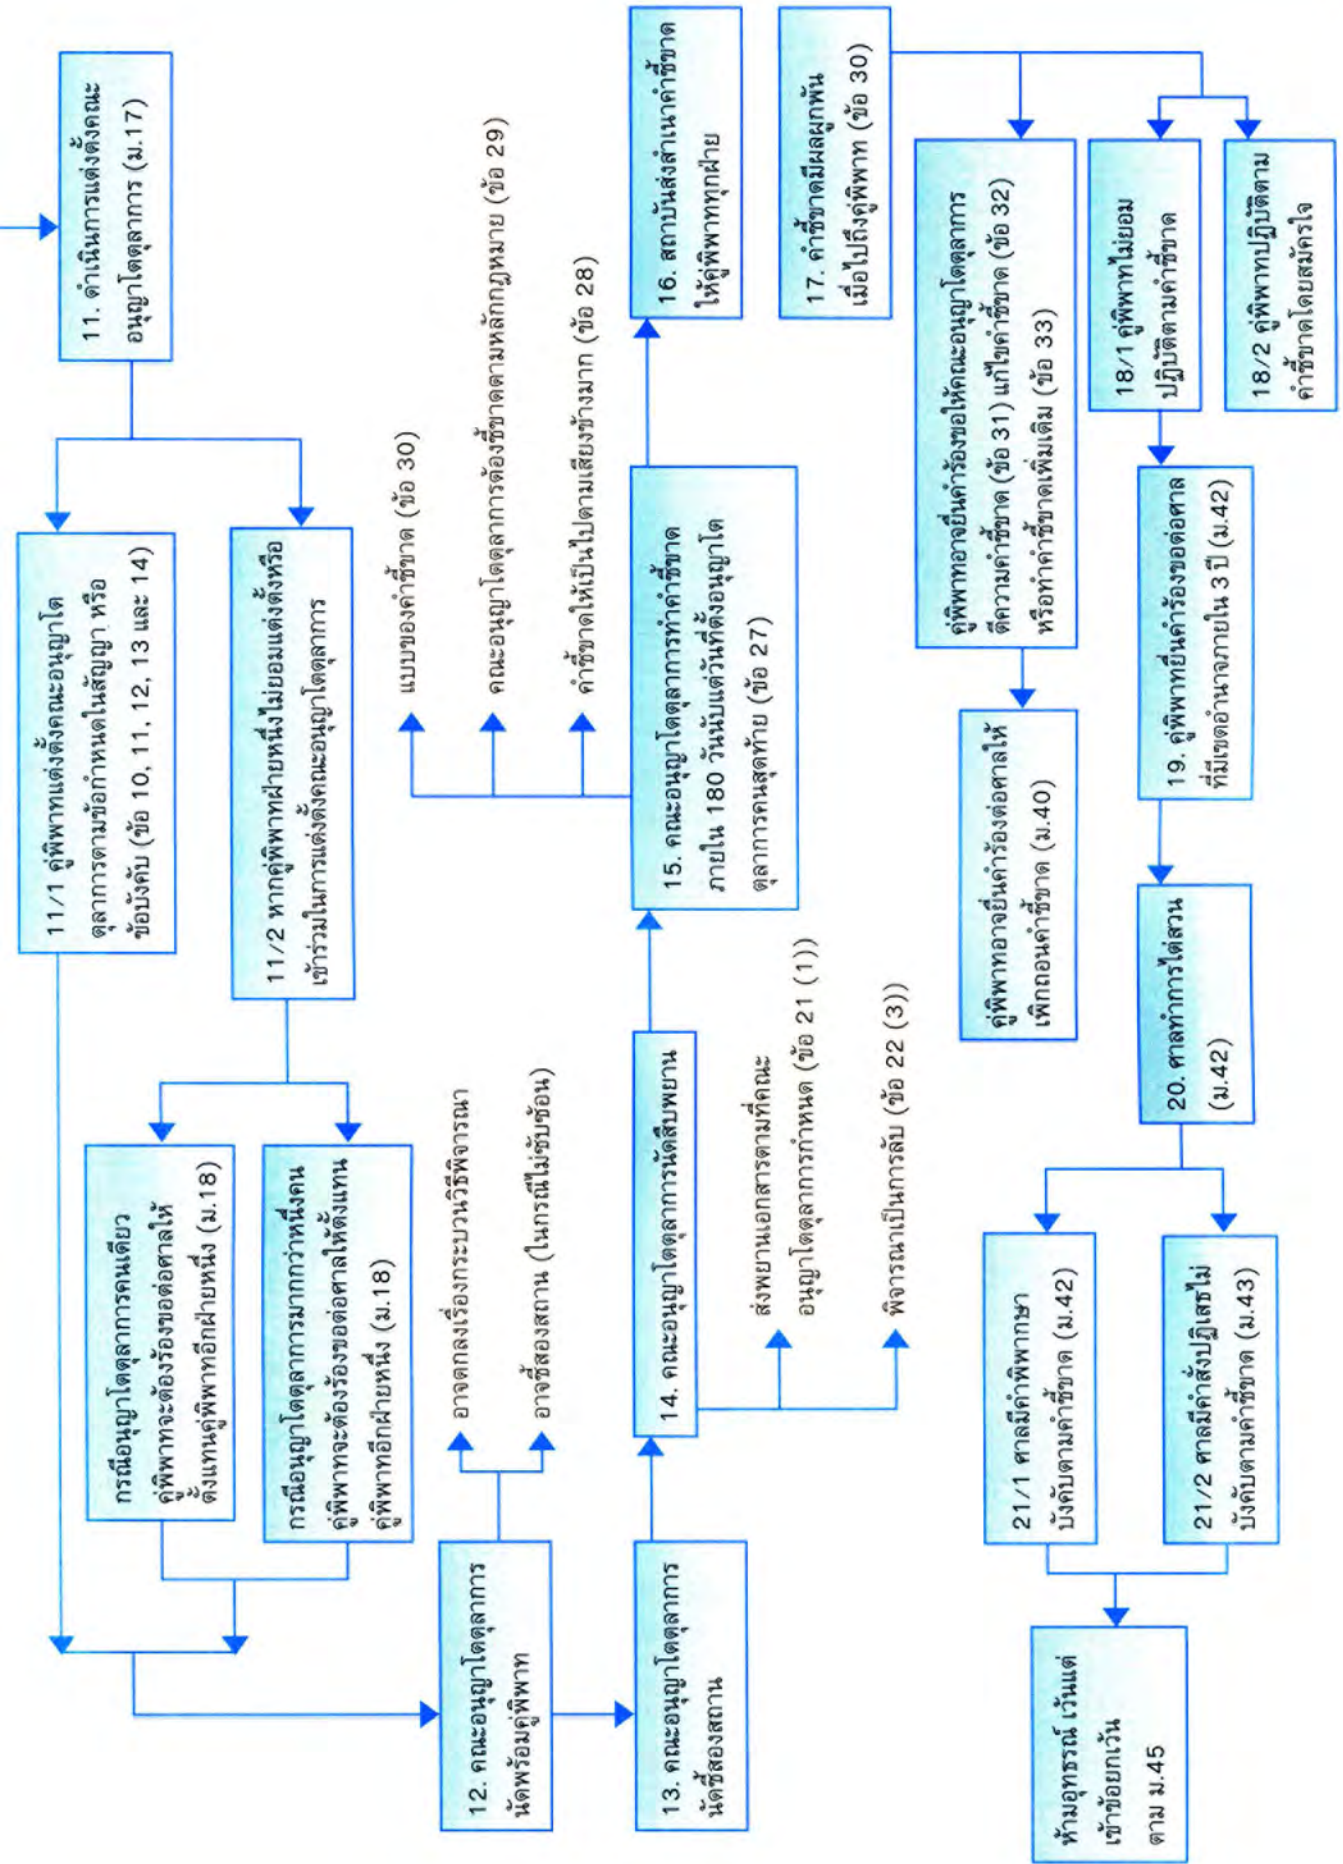 11. ดำเนินการแต่งตั้งคณะ
อนุญาโตตุลาการ (ม.17)
11/1 คู่พิพาทแต่งตั้งคณะอนุญาโต
ตุลาการตามข้อกำหนดในสัญญา หรือ
ข้อบังคับ (ข้อ 10, 11, 12, 13 และ 14)
11/2 หากคู่พิพาทฝ่ายหนึ่งไม่ยอมแต่งตั้งหรือ
เข้าร่วมในการแต่งตั้งคณะอนุญาโตตุลาการ
กรณีอนุญาโตตุลาการคนเดียว
คู่พิพาทจะต้องร้องขอต่อศาลให้
ตั้งแทนคู่พิพาทอีกฝ่ายหนึ่ง (ม.18)
กรณีอนุญาโตตุลาการมากกว่าหนึ่งคน
คู่พิพาทจะต้องร้องขอต่อศาลให้ตั้งแทน
คู่พิพาทอีกฝ่ายหนึ่ง (ม.18)
12. คณะอนุญาโตตุลาการ
นัดพร้อมคู่พิพาท
อาจตกลงเรื่องกระบวนวิธีพิจารณา
อาจชี้สองสถาน (ในกรณีไม่ซับซ้อน)
13. คณะอนุญาโตตุลาการ
นัดชี้สองสถาน
14. คณะอนุญาโตตุลาการนัดสืบพยาน
ส่งพยานเอกสารตามที่คณะ
อนุญาโตตุลาการกำหนด (ข้อ 21 (1))
พิจารณาเป็นการลับ (ข้อ 22 (3))
15. คณะอนุญาโตตุลาการทำคำชี้ขาด
ภายใน 180 วันนับแต่วันที่ตั้งอนุญาโต
ตุลาการคนสุดท้าย (ข้อ 27)
แบบของคำชี้ขาด (ข้อ 30)
คณะอนุญาโตตุลาการต้องชี้ขาดตามหลักกฎหมาย (ข้อ 29)
คำชี้ขาดให้เป็นไปตามเสียงข้างมาก (ข้อ 28)
16. สถาบันส่งสำเนาคำชี้ขาด
ให้คู่พิพาททุกฝ่าย
17. คำชี้ขาดมีผลผูกพัน
เมื่อไปถึงคู่พิพาท (ข้อ 30)
คู่พิพาทอาจยื่นคำร้องขอให้คณะอนุญาโตตุลาการ
ตีความคำชี้ขาด (ข้อ 31) แก้ไขคำชี้ขาด (ข้อ 32)
หรือทำคำชี้ขาดเพิ่มเติม (ข้อ 33)
คู่พิพาทอาจยื่นคำร้องต่อศาลให้
เพิกถอนคำชี้ขาด (ม.40)
18/1 คู่พิพาทไม่ยอม
ปฏิบัติตามคำชี้ขาด
18/2 คู่พิพาทปฏิบัติตาม
คำชี้ขาดโดยสมัครใจ
19. คู่พิพาทยื่นคำร้องขอต่อศาล
ที่มีเขตอำนาจภายใน 3 ปี (ม.42)
20. ศาลทำการไต่สวน
(ม.42)
21/1 ศาลมีคำพิพากษา
บังคับตามคำชี้ขาด (ม.42)
21/2 ศาลมีคำสั่งปฏิเสธไม่
บังคับตามคำชี้ขาด (ม.43)
ห้ามอุทธรณ์ เว้นแต่
เข้าข้อยกเว้น
ตาม ม.45